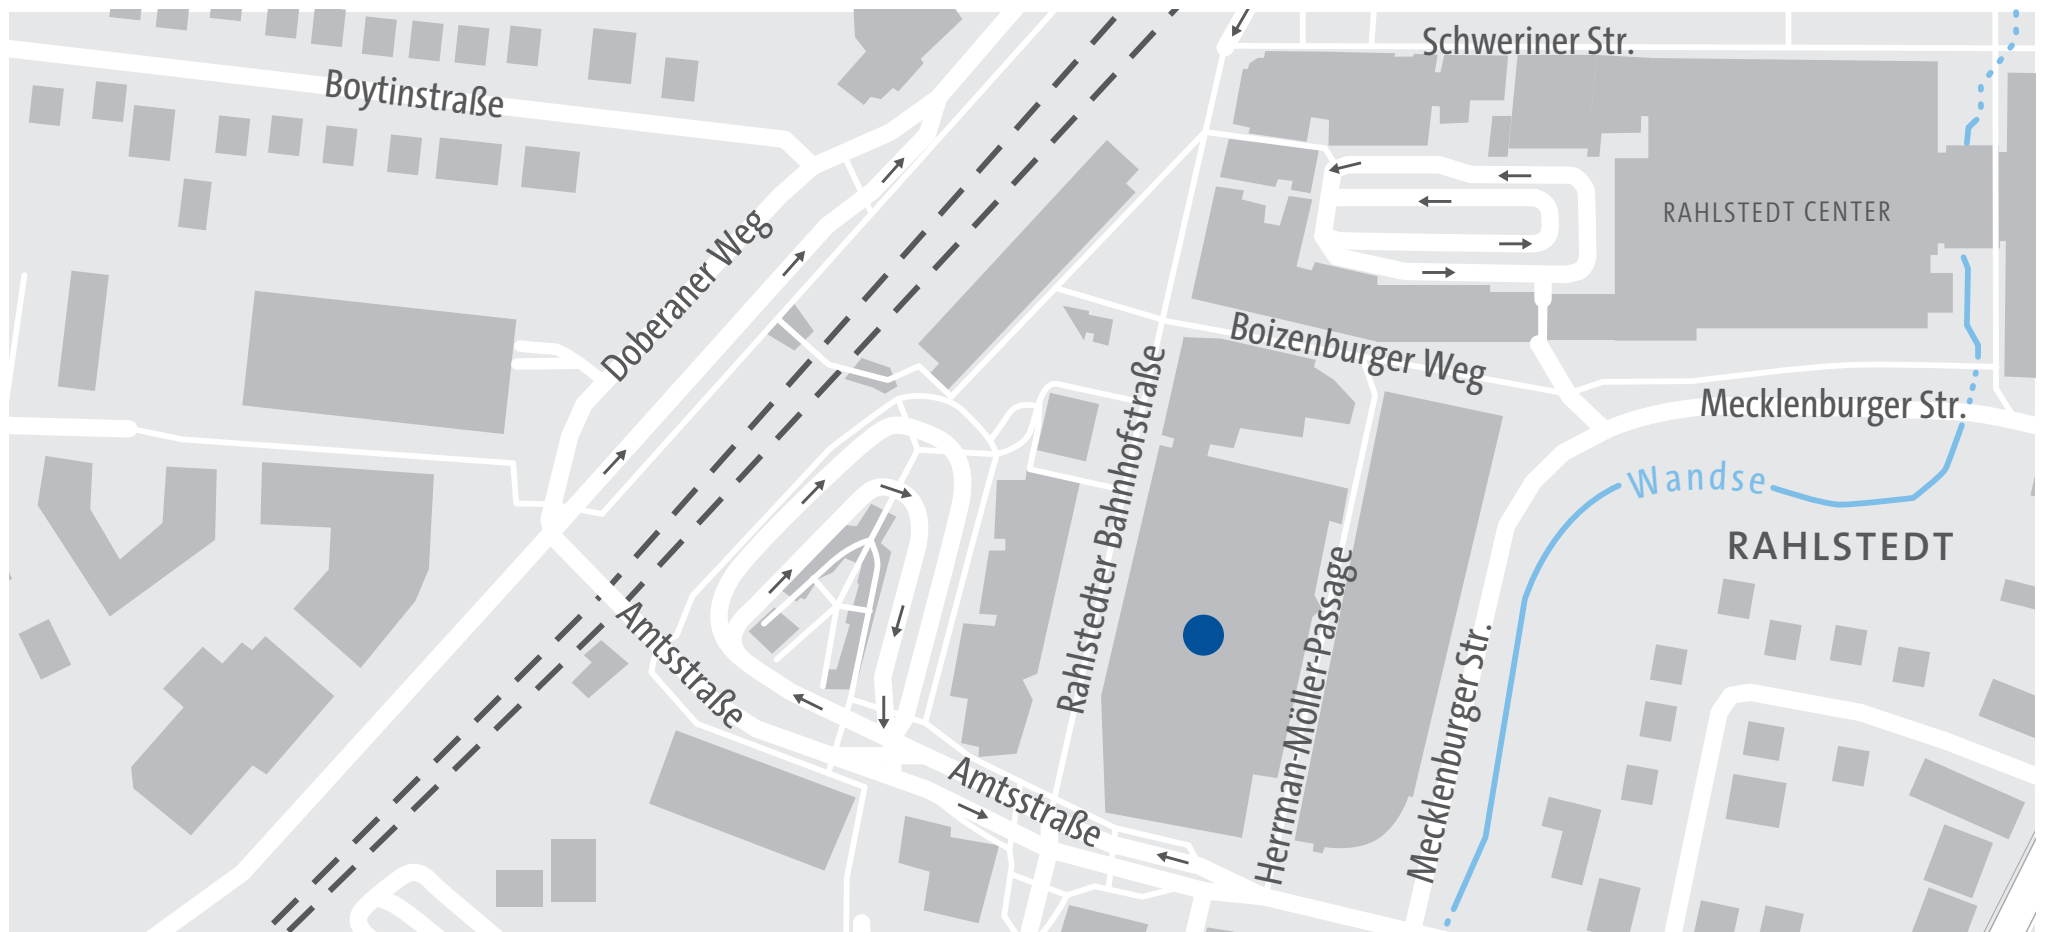 Schweriner Str.
Boytinstraße
RAHLSTEDT CENTER
Doberaner Weg
Boizenburger Weg
Mecklenburger Str.
Rahlstedter Bahnhofstraße
Wandse
RAHLSTEDT
Amtsstraße
Herrman-Möller-Passage
Mecklenburger Str.
Amtsstraße